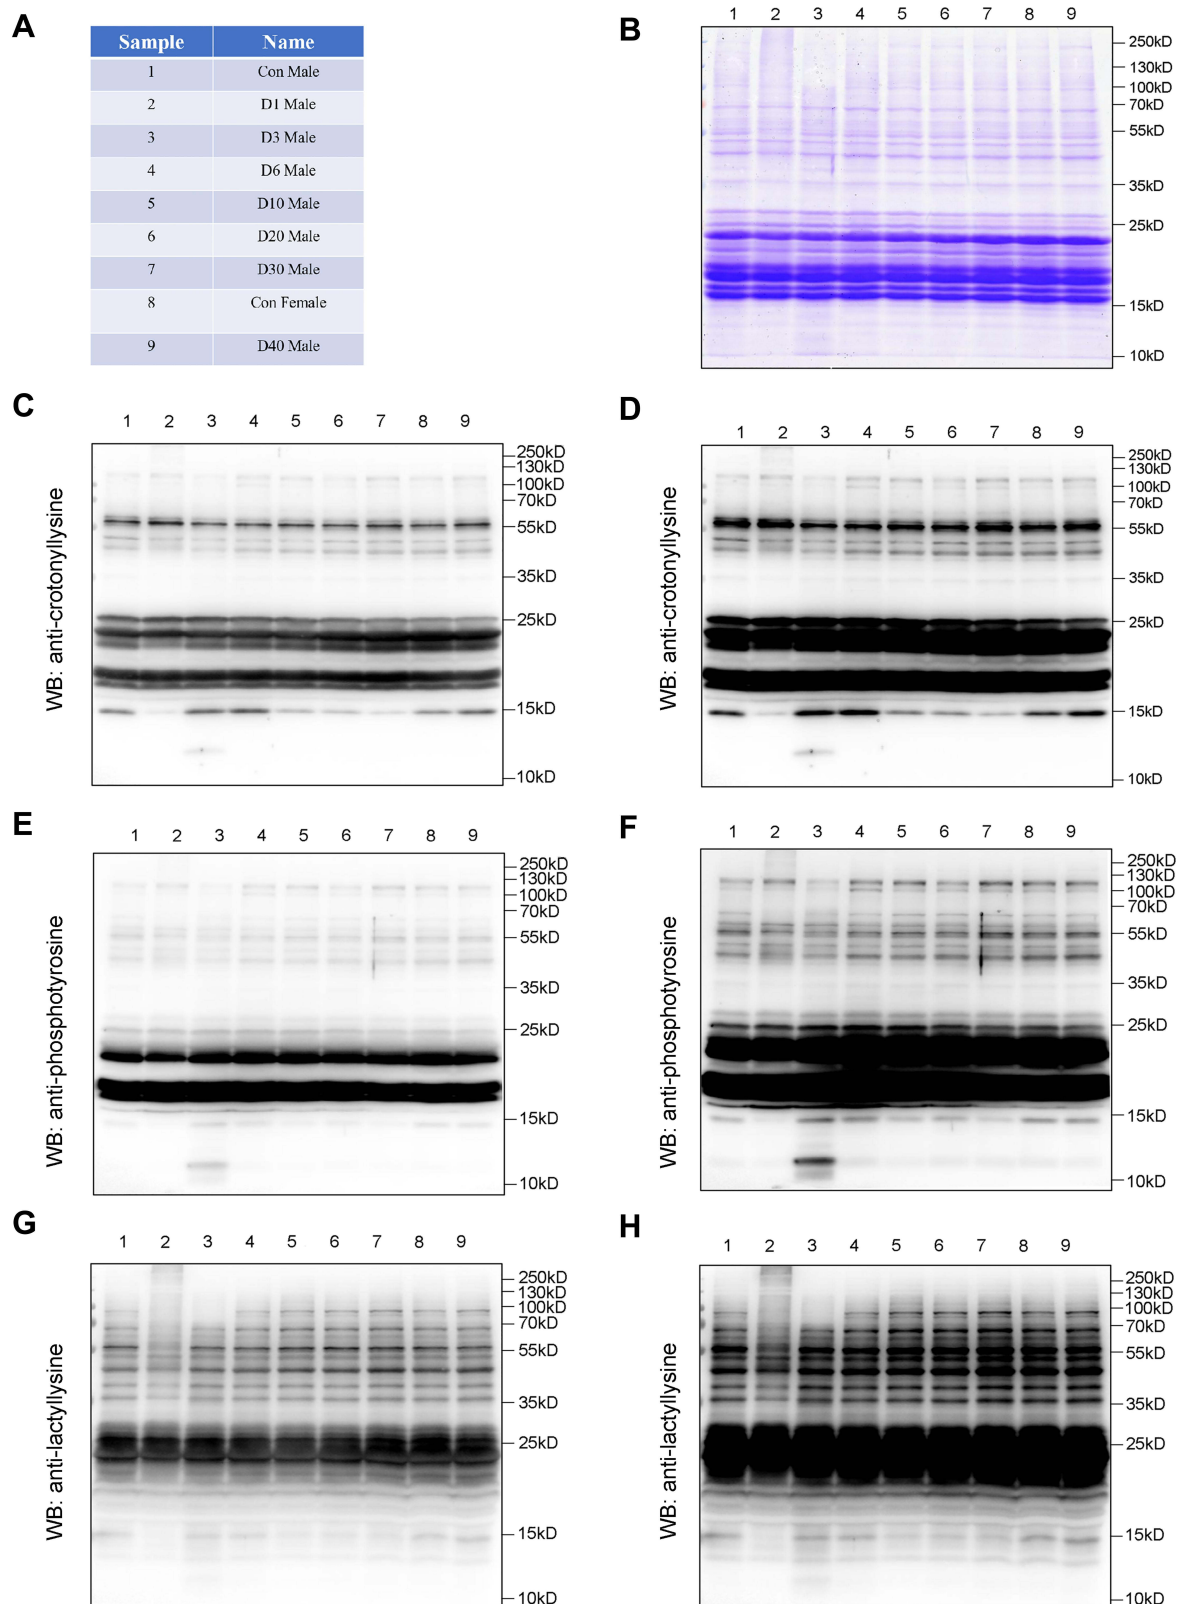 A
Sample Name
1 Con Male
2 D1 Male
3 D3 Male
4 D6 Male
5 D10 Male
6 D20 Male
7 D30 Male
8 Con Female
9 D40 Male
B
1 2 3 4 5 6 7 8 9
250kD
130kD
100kD
70kD
55kD
35kD
25kD
15kD
10kD
C
1 2 3 4 5 6 7 8 9
WB: anti-crotonyllysine
250kD
130kD
100kD
70kD
55kD
35kD
25kD
15kD
10kD
D
1 2 3 4 5 6 7 8 9
WB: anti-crotonyllysine
250kD
130kD
100kD
70kD
55kD
35kD
25kD
15kD
10kD
E
1 2 3 4 5 6 7 8 9
WB: anti-phosphotyrosine
250kD
130kD
100kD
70kD
55kD
35kD
25kD
15kD
10kD
F
1 2 3 4 5 6 7 8 9
WB: anti-phosphotyrosine
250kD
130kD
100kD
70kD
55kD
35kD
25kD
15kD
10kD
G
1 2 3 4 5 6 7 8 9
WB: anti-lactyllysine
250kD
130kD
100kD
70kD
55kD
35kD
25kD
15kD
10kD
H
1 2 3 4 5 6 7 8 9
WB: anti-lactyllysine
250kD
130kD
100kD
70kD
55kD
35kD
25kD
15kD
10kD